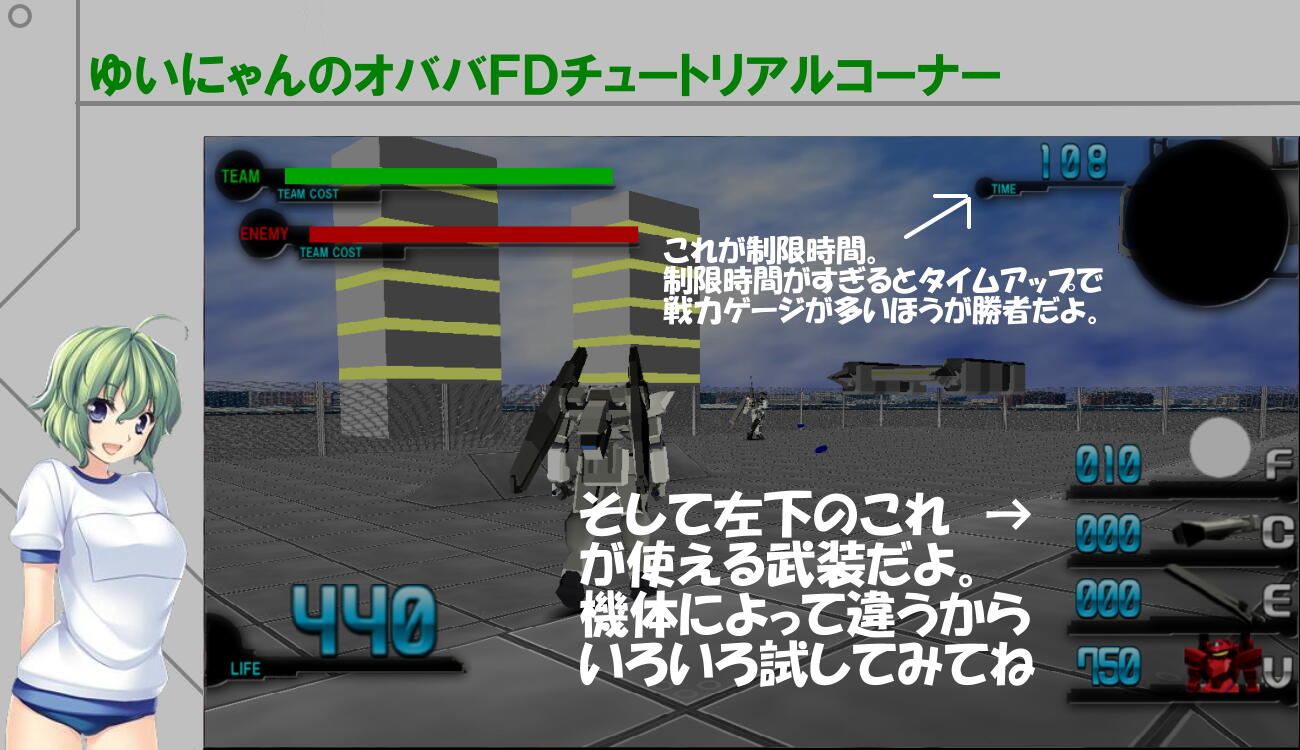 ゆいにゃんのオババFDチュートリアルコーナー
TEAM
TEAM COST
ENEMY
TEAM COST
108
TIME
これが制限時間。
制限時間がすぎるとタイムアップで
戦力ゲージが多いほうが勝者だよ。
010 F
000 C
000 E
750 V
そして左下のこれ →
が使える武装だよ。
機体によって違うから
いろいろ試してみてね
440
LIFE